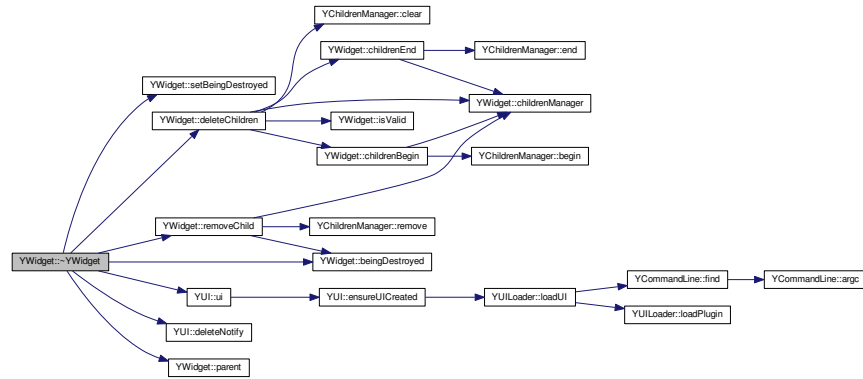 YChildrenManager::clear
YWidget::childrenEnd
YChildrenManager::end
YWidget::setBeingDestroyed
YWidget::childrenManager
YWidget::deleteChildren
YWidget::isValid
YWidget::childrenBegin
YChildrenManager::begin
YWidget::removeChild
YChildrenManager::remove
YWidget::~YWidget
YWidget::beingDestroyed
YCommandLine::find
YCommandLine::argc
YUI::ui
YUI::ensureUICreated
YUILoader::loadUI
YUILoader::loadPlugin
YUI::deleteNotify
YWidget::parent